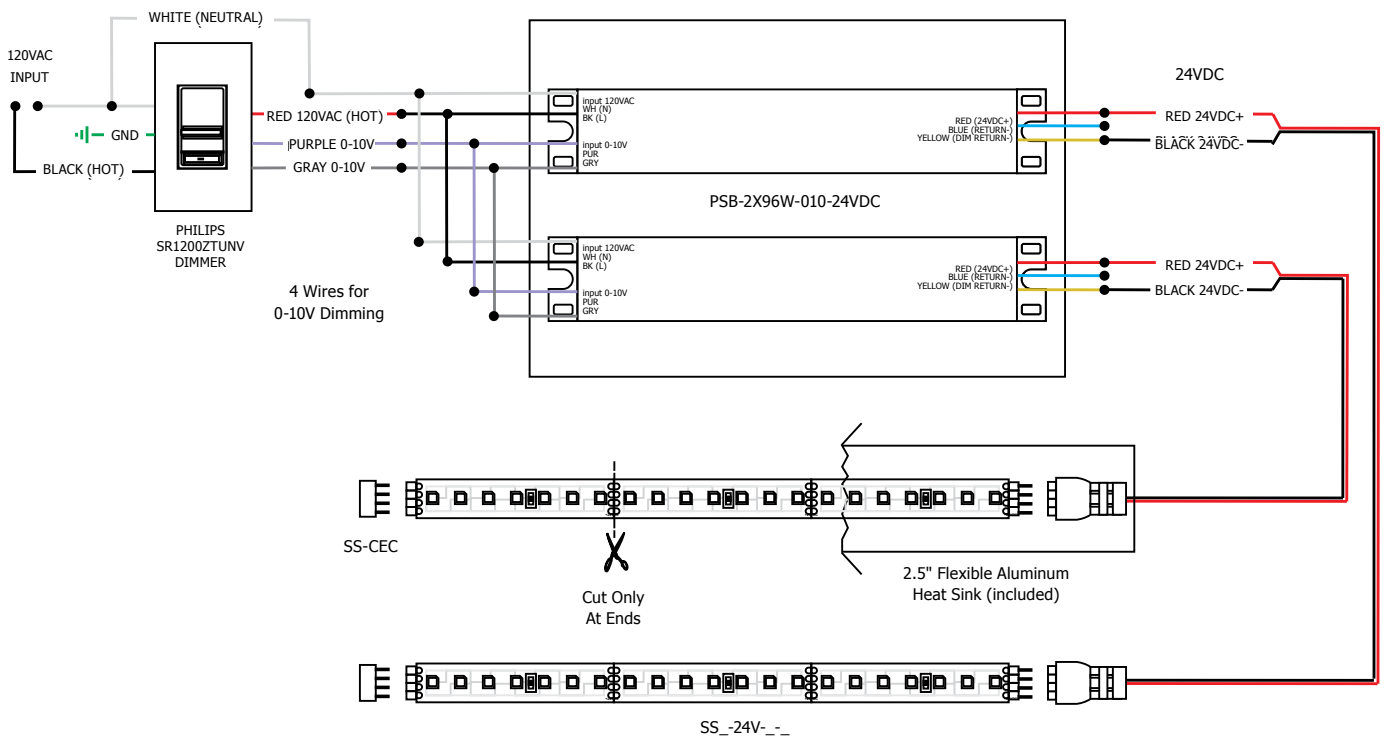 WHITE (NEUTRAL)
120VAC
INPUT
GND
BLACK (HOT)
PHILIPS
SR1200ZTUNV
DIMMER
RED 120VAC (HOT)
PURPLE 0-10V
GRAY 0-10V
4 Wires for
0-10V Dimming
input 120VAC
WH (N)
BK (L)
input 0-10V
PUR
GRY
RED (24VDC+)
BLUE (RETURN-)
YELLOW (DIM RETURN-)
PSB-2X96W-010-24VDC
input 120VAC
WH (N)
BK (L)
input 0-10V
PUR
GRY
RED (24VDC+)
BLUE (RETURN-)
YELLOW (DIM RETURN-)
24VDC
RED 24VDC+
BLACK 24VDC-
RED 24VDC+
BLACK 24VDC-
SS-CEC
Cut Only
At Ends
2.5" Flexible Aluminum
Heat Sink (included)
SS_-24V-_-_